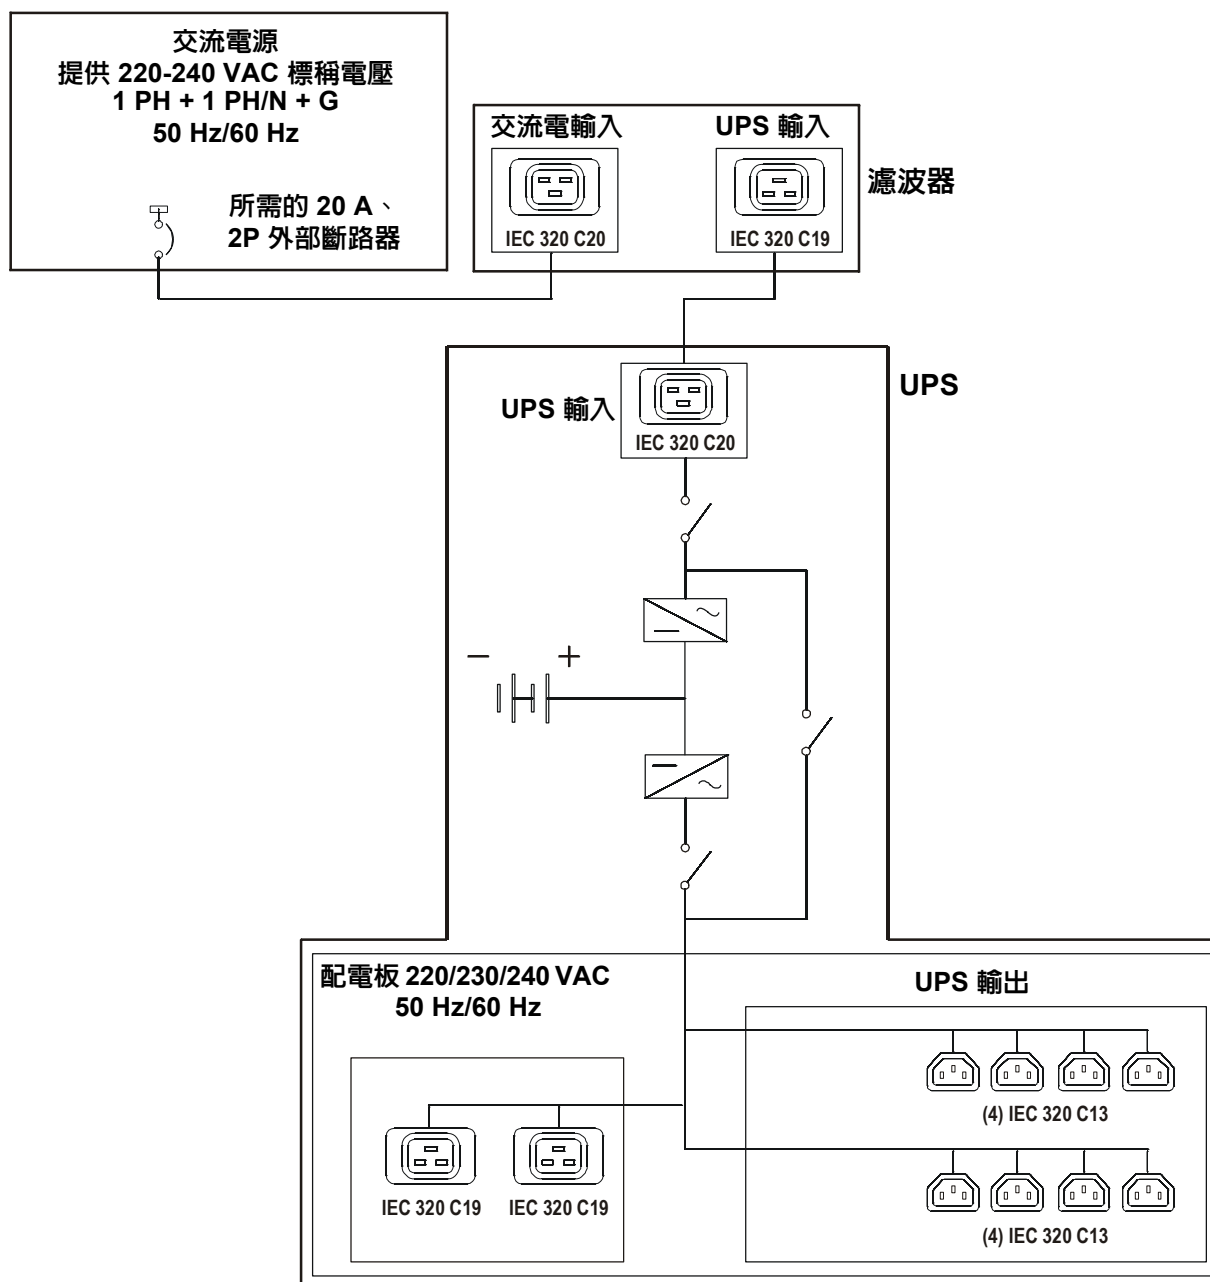 交流電源
提供 220-240 VAC 標稱電壓
1 PH + 1 PH/N + G
50 Hz/60 Hz
所需的 20 A、
2P 外部斷路器
交流電輸入
UPS 輸入
IEC 320 C20
IEC 320 C19
濾波器
UPS
UPS 輸入
IEC 320 C20
− +
配電板 220/230/240 VAC
50 Hz/60 Hz
UPS 輸出
(4) IEC 320 C13
IEC 320 C19
IEC 320 C19
(4) IEC 320 C13